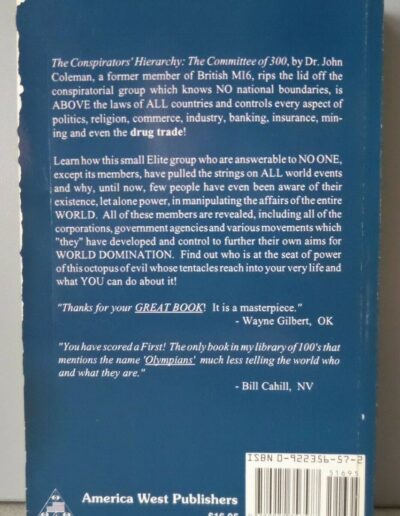 The Conspirators' Hierarchy: The Committee of 300, by Dr. John
Coleman, a former member of British MI6, rips the lid off the
conspiratorial group which knows NO national boundaries, is
ABOVE the laws of ALL countries and controls every aspect of
politics, religion, commerce, industry, banking, insurance, min-
ing and even the drug trade!
Learn how this small Elite group who are answerable to NO ONE,
except its members, have pulled the strings on ALL world events
and why, until now, few people have even been aware of their
existence, let alone power, in manipulating the affairs of the entire
WORLD. All of these members are revealed, including all of the
corporations, government agencies and various movements which
"they" have developed and control to further their own aims for
WORLD DOMINATION. Find out who is at the seat of power
of this octopus of evil whose tentacles reach into your very life and
what YOU can do about it!
"Thanks for your GREAT BOOK! It is a masterpiece."
- Wayne Gilbert, OK
"You have scored a First! The only book in my library of 100's that
mentions the name 'Olympians' much less telling the world who
and what they are."
- Bill Cahill, NV
ISBN 0-922356-57-2
51695
America West Publishers
$16.95